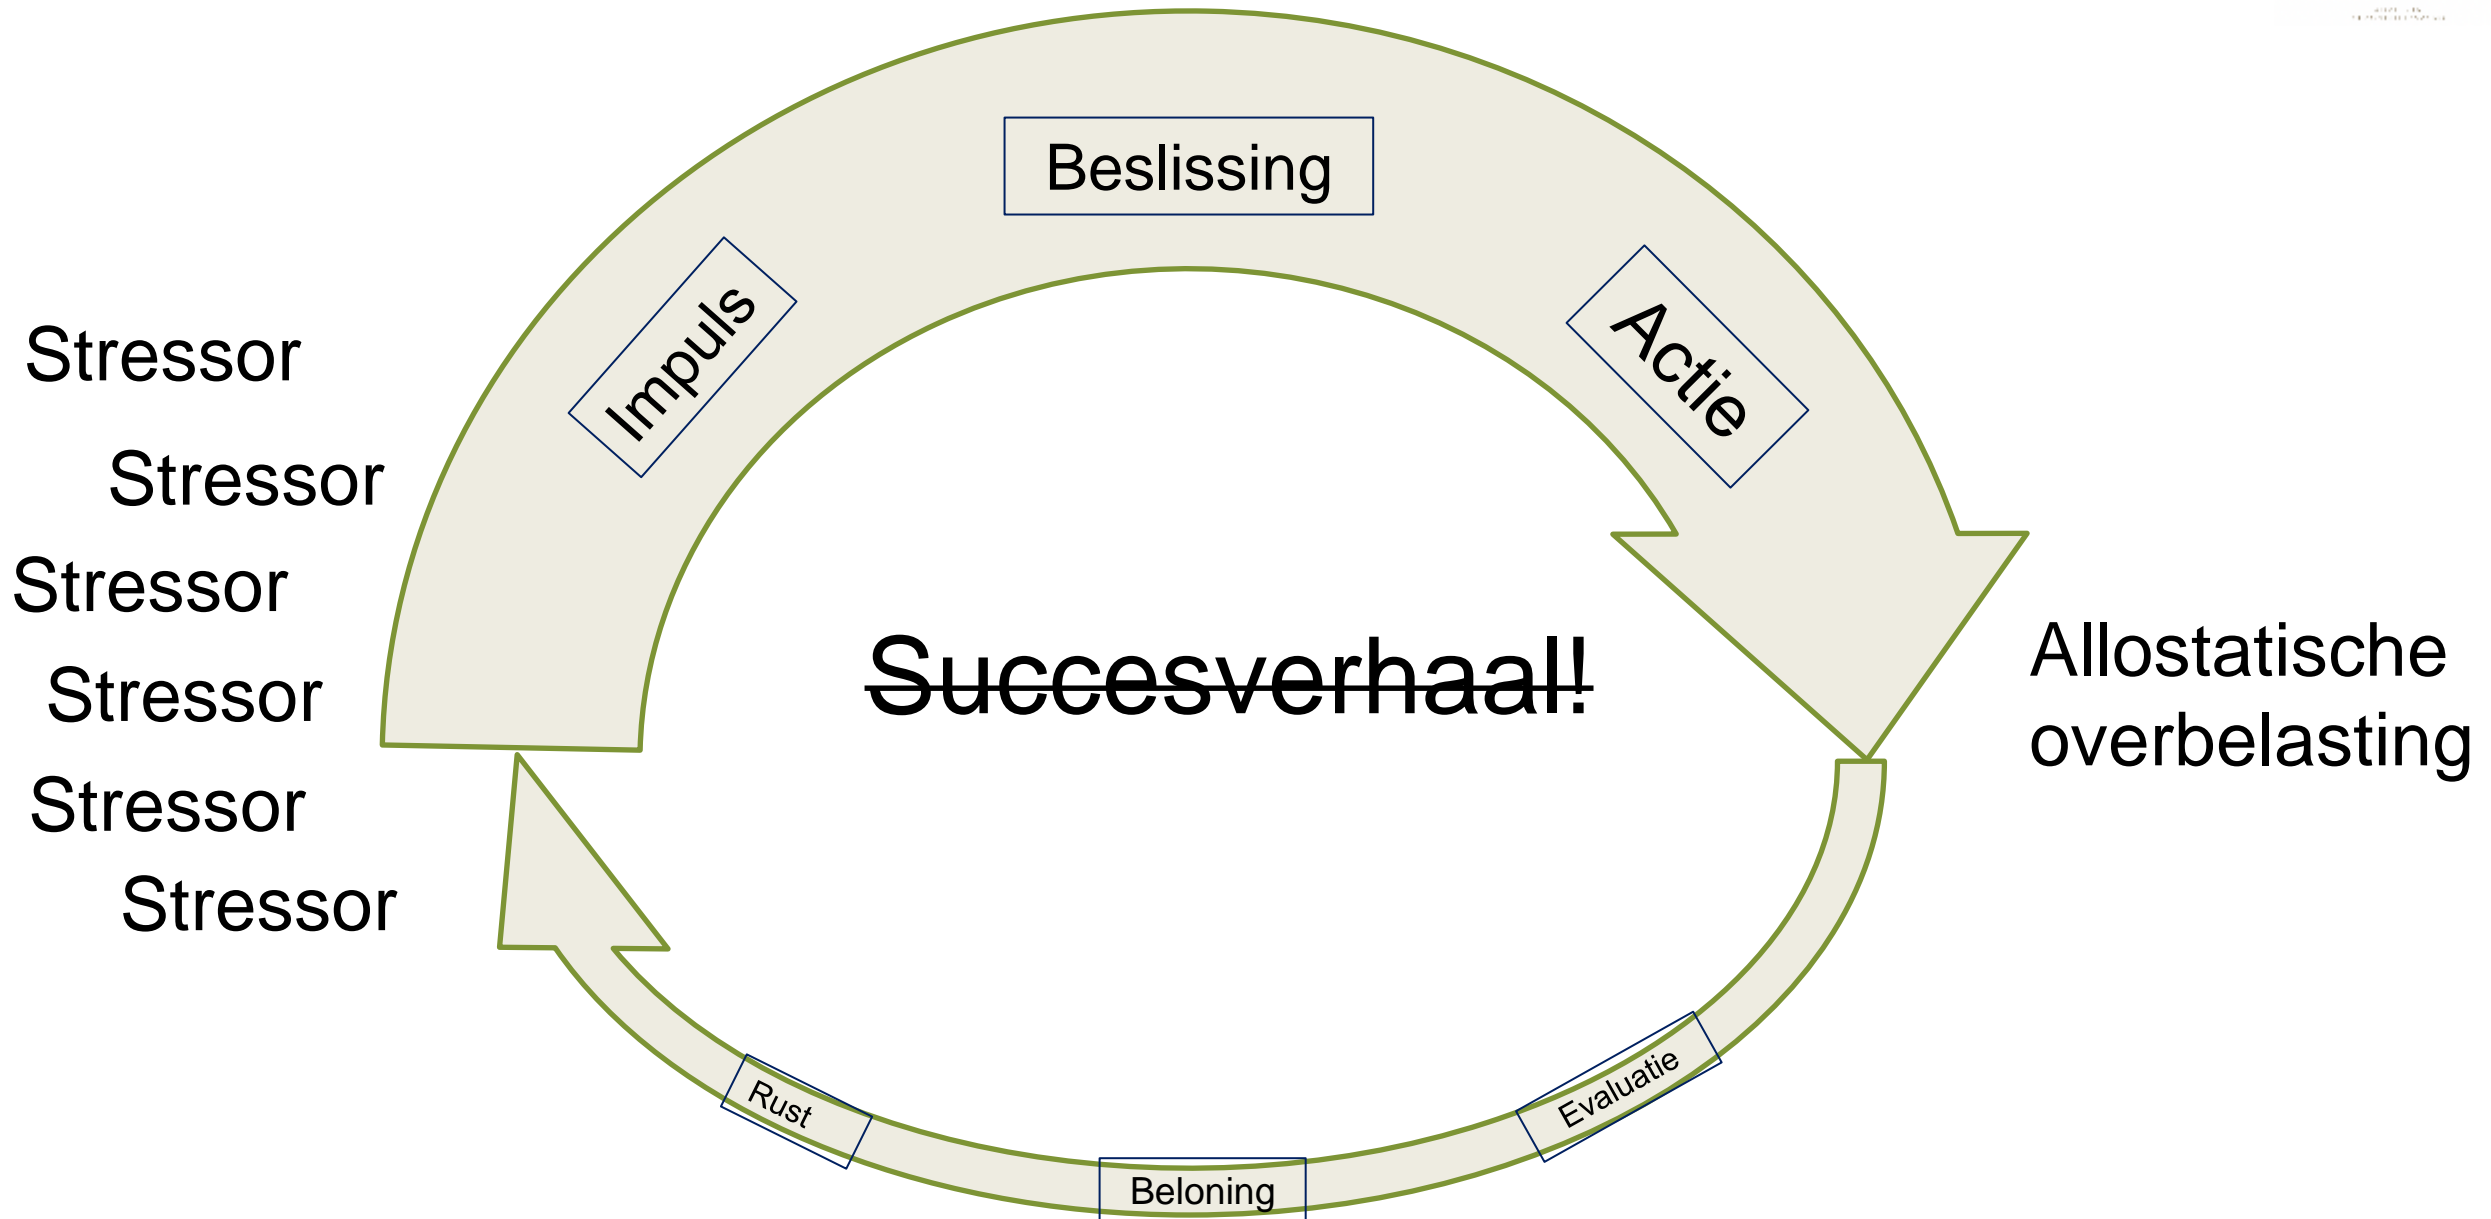 Beslissing
Impuls
Actie
Stressor
Stressor
Stressor
Stressor
Stressor
Stressor
Succesverhaal!
Allostatische
overbelasting
Rust
Beloning
Evaluatie